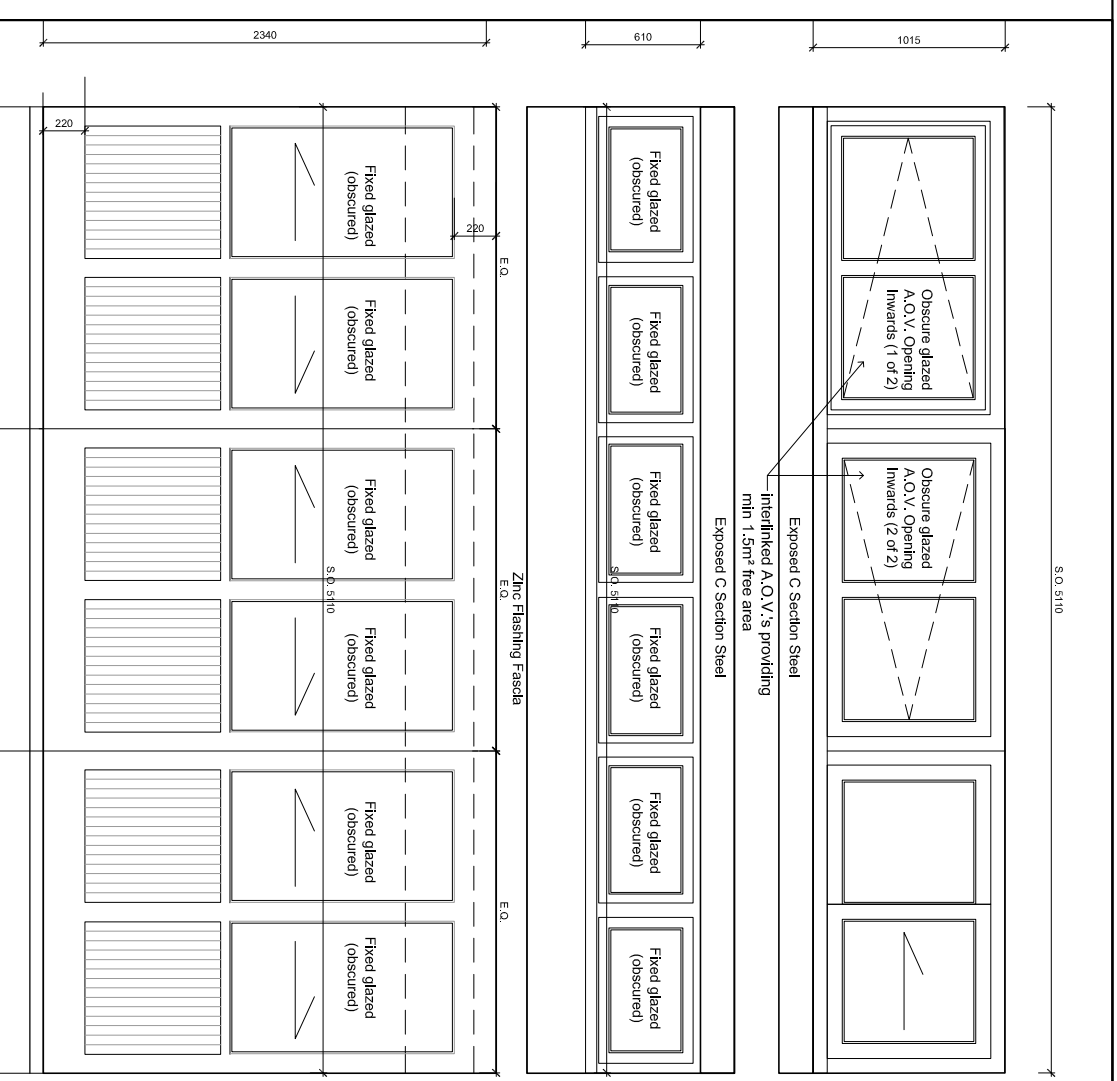 2340
610
1015
220
220
Fixed glazed
(obscured)
Fixed glazed
(obscured)
Fixed glazed
(obscured)
Fixed glazed
(obscured)
Fixed glazed
(obscured)
Fixed glazed
(obscured)
S.O. 5110
E.Q.
E.Q.
E.Q.
Zinc Flashing Fascia
Fixed glazed
(obscured)
Fixed glazed
(obscured)
Fixed glazed
(obscured)
Fixed glazed
(obscured)
Fixed glazed
(obscured)
Fixed glazed
(obscured)
S.O. 5110
Exposed C Section Steel
interlinked A.O.V.'s providing
min 1.5m² free area
Exposed C Section Steel
Obscure glazed
A.O.V. Opening
Inwards (1 of 2)
Obscure glazed
A.O.V. Opening
Inwards (2 of 2)
S.O. 5110